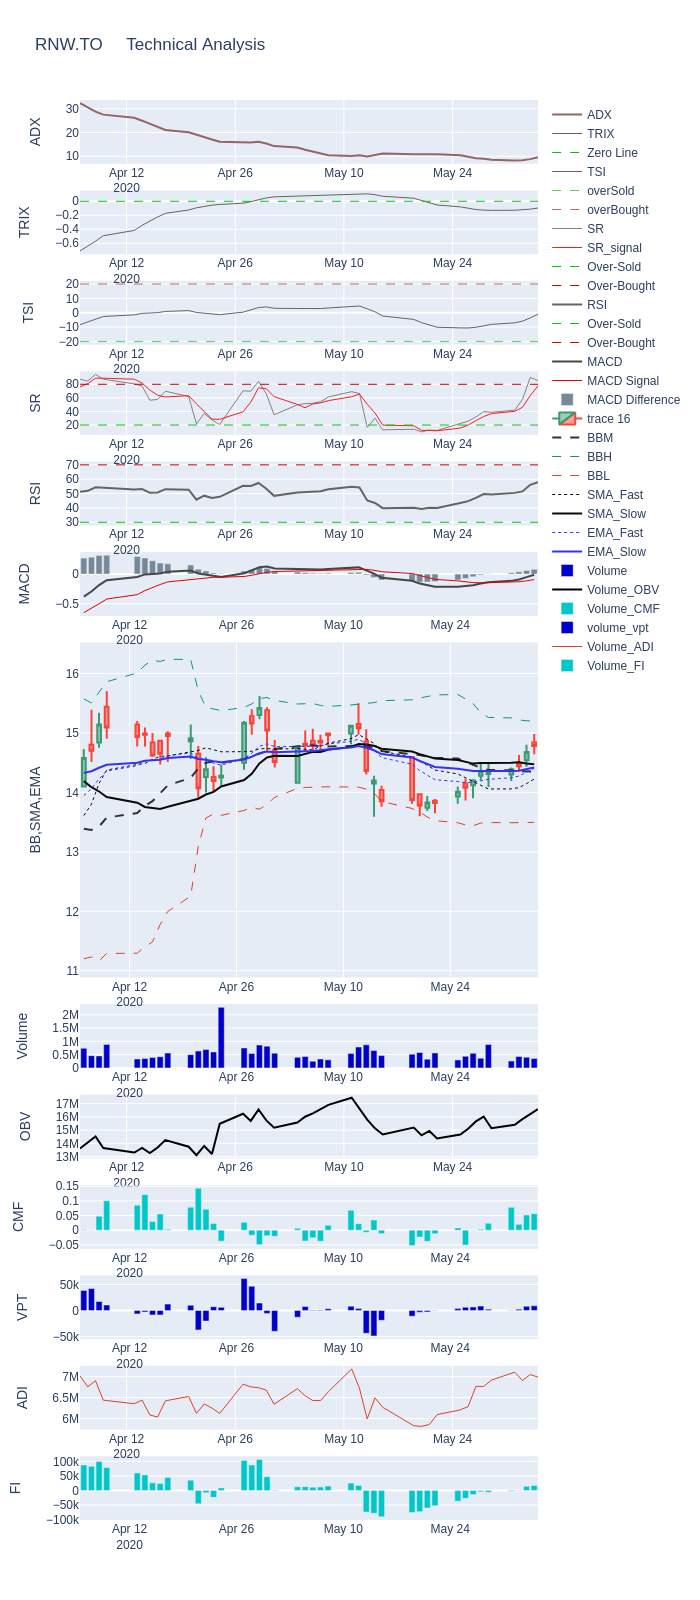 RNW.TO Technical Analysis
ADX
30
20
10
Apr 12
2020
Apr 26
May 10
May 24
TRIX
0
−0.2
−0.4
−0.6
Apr 12
2020
Apr 26
May 10
May 24
TSI
20
10
0
−10
−20
Apr 12
2020
Apr 26
May 10
May 24
SR
80
60
40
20
Apr 12
2020
Apr 26
May 10
May 24
RSI
70
60
50
40
30
Apr 12
2020
Apr 26
May 10
May 24
MACD
0
−0.5
Apr 12
2020
Apr 26
May 10
May 24
BB,SMA,EMA
16
15
14
13
12
11
Apr 12
2020
Apr 26
May 10
May 24
Volume
2M
1.5M
1M
0.5M
0
Apr 12
2020
Apr 26
May 10
May 24
OBV
17M
16M
15M
14M
13M
Apr 12
2020
Apr 26
May 10
May 24
CMF
0.15
0.1
0.05
0
−0.05
Apr 12
2020
Apr 26
May 10
May 24
VPT
50k
0
−50k
Apr 12
2020
Apr 26
May 10
May 24
ADI
7M
6.5M
6M
Apr 12
2020
Apr 26
May 10
May 24
FI
100k
50k
0
−50k
−100k
Apr 12
2020
Apr 26
May 10
May 24
ADX
TRIX
Zero Line
TSI
overSold
overBought
SR
SR_signal
Over-Sold
Over-Bought
RSI
Over-Sold
Over-Bought
MACD
MACD Signal
MACD Difference
trace 16
BBM
BBH
BBL
SMA_Fast
SMA_Slow
EMA_Fast
EMA_Slow
Volume
Volume_OBV
Volume_CMF
volume_vpt
Volume_ADI
Volume_FI